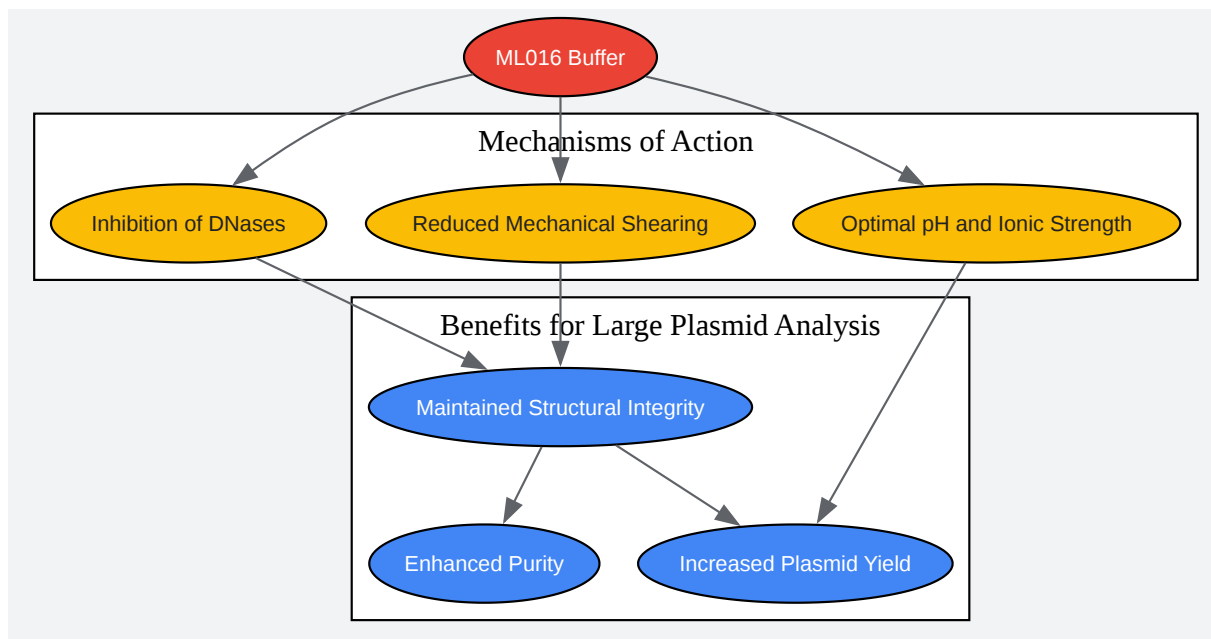 ML016 Buffer
Mechanisms of Action
Inhibition of DNases
Reduced Mechanical Shearing
Optimal pH and Ionic Strength
Benefits for Large Plasmid Analysis
Maintained Structural Integrity
Enhanced Purity
Increased Plasmid Yield